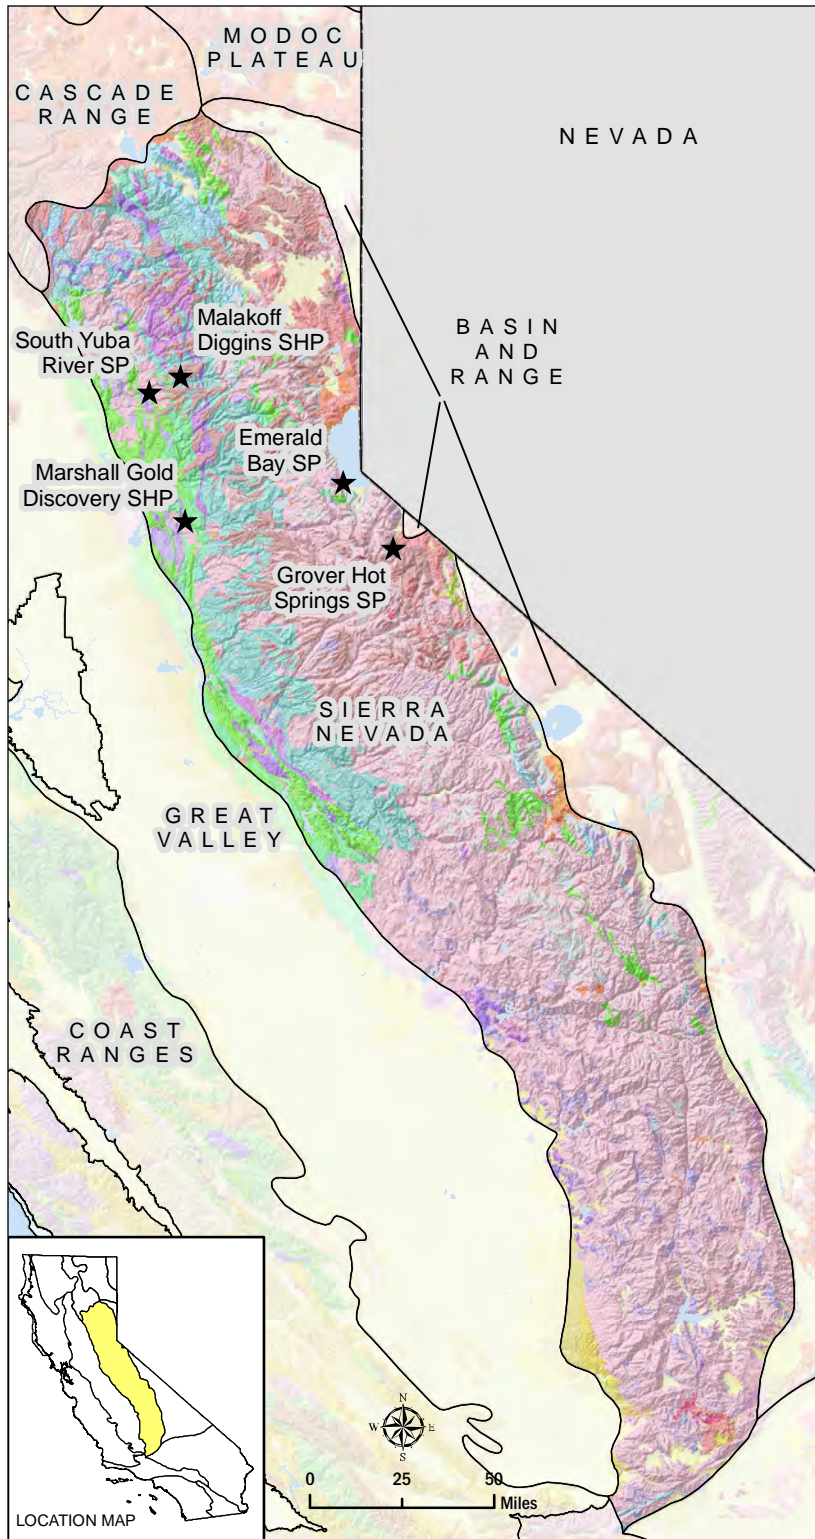 MODOC
PLATEAU
CASCADE
RANGE
NEVADA
BASIN
AND
RANGE
Malakoff
Diggins SHP
South Yuba
River SP
Emerald
Bay SP
Marshall Gold
Discovery SHP
Grover Hot
Springs SP
SIERRA
NEVADA
GREAT
VALLEY
COAST
RANGES
N
W E
S
0 25 50
Miles
LOCATION MAP